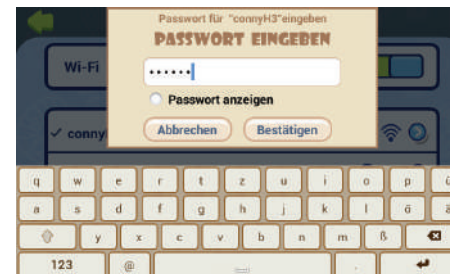 Passwort für "connyH3"eingeben
PASSWORT EINGEBEN
Wi-Fi
••••••
Passwort anzeigen
conny
Abbrechen Bestätigen
q w e r t z u i o p ü
a s d f g h j k l ö ä
y x c v b n m ß
123 @ .